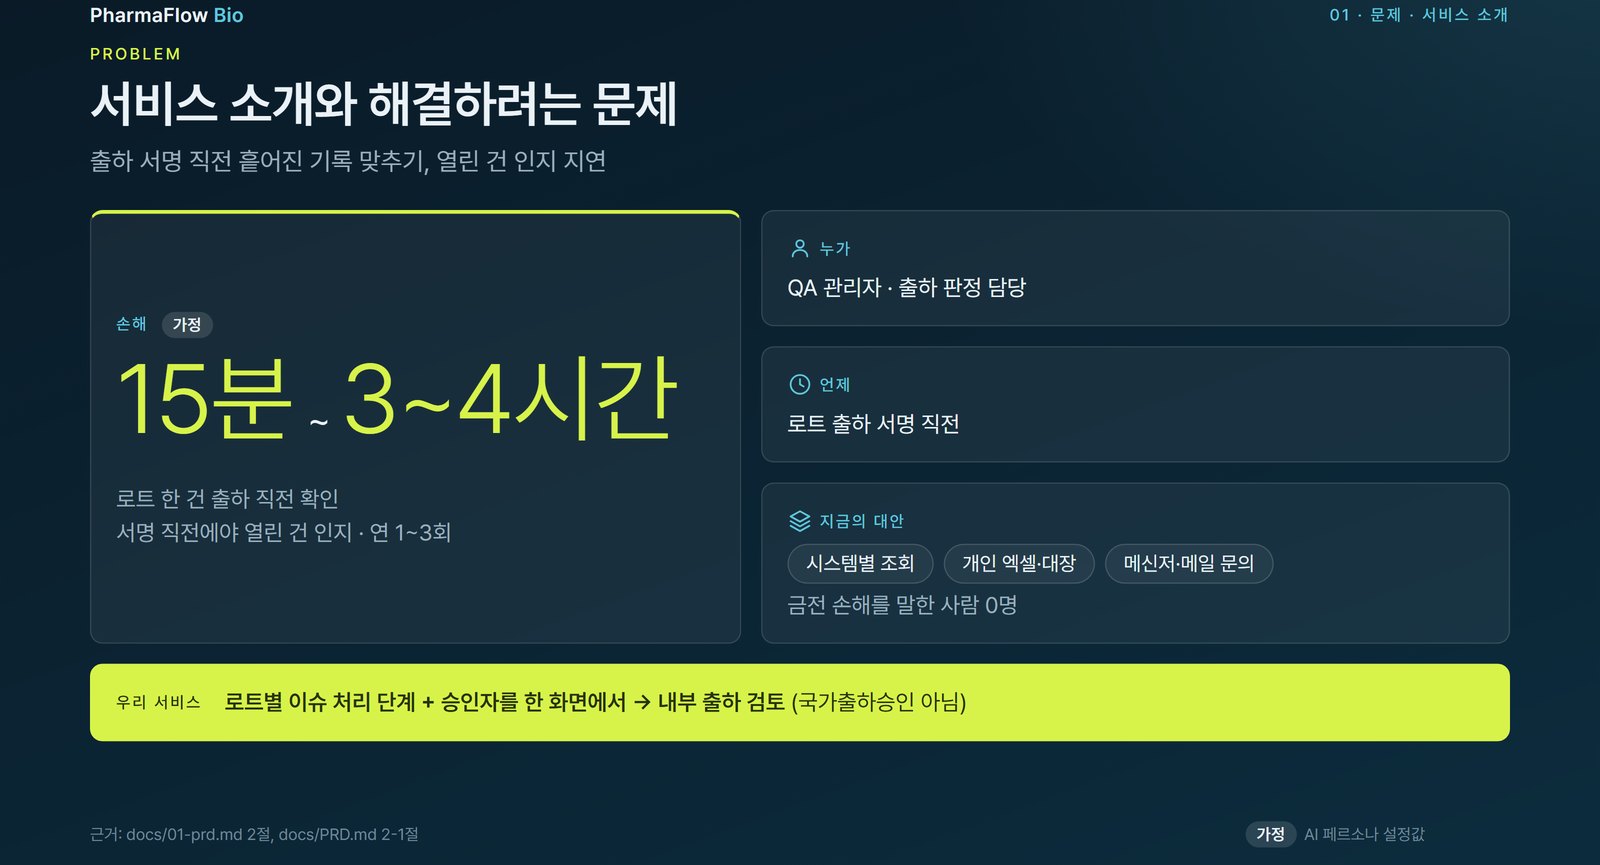 PharmaFlow Bio
01 · 문제 · 서비스 소개
PROBLEM
서비스 소개와 해결하려는 문제
출하 서명 직전 흩어진 기록 맞추기, 열린 건 인지 지연
손해 가정
15분 ~ 3~4시간
로트 한 건 출하 직전 확인
서명 직전에야 열린 건 인지 · 연 1~3회
누가
QA 관리자 · 출하 판정 담당
언제
로트 출하 서명 직전
지금의 대안
시스템별 조회 개인 엑셀·대장 메신저·메일 문의
금전 손해를 말한 사람 0명
우리 서비스 로트별 이슈 처리 단계 + 승인자를 한 화면에서 → 내부 출하 검토 (국가출하승인 아님)
근거: docs/01-prd.md 2절, docs/PRD.md 2-1절
가정 AI 페르소나 설정값